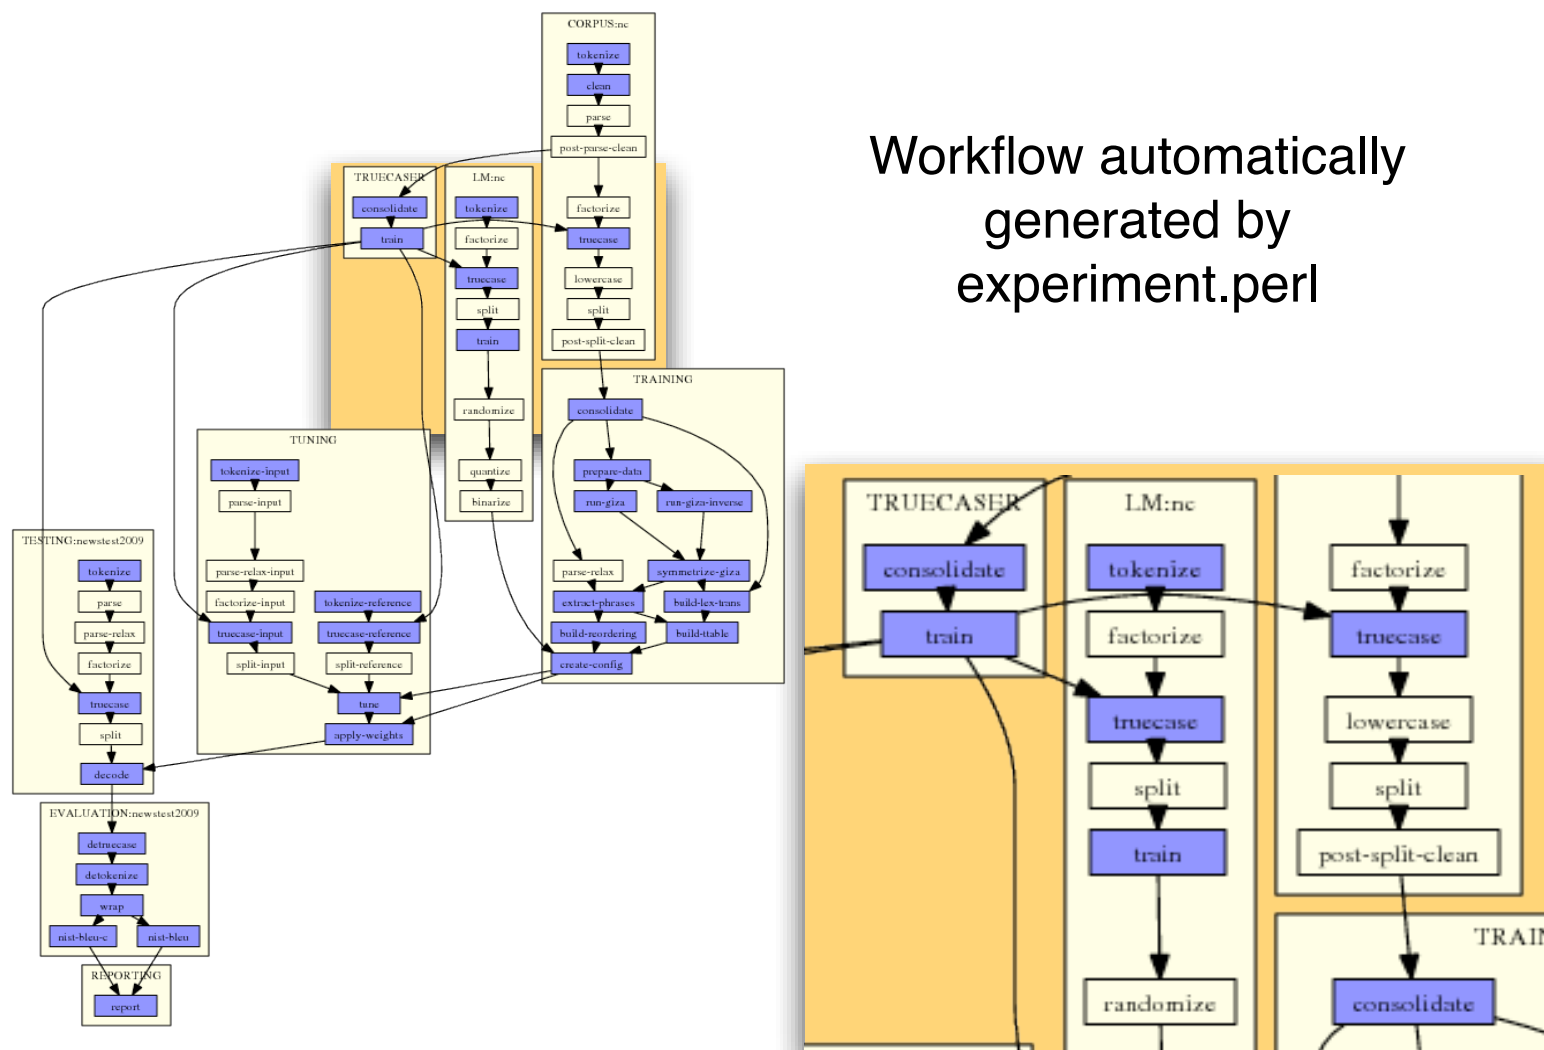 CORPUS:nc
tokenize
clean
parse
post-parse-clean
factorize
truecase
lowercase
split
post-split-clean
Workflow automatically
generated by
experiment.perl
TRUECASER
consolidate
train
LM:nc
tokenize
factorize
truecase
split
train
randomize
quantize
binarize
TRAINING
consolidate
prepare-data
run-giza
run-giza-inverse
parse-relax
symmetrize-giza
extract-phrases
build-lex-trans
build-reordering
build-ttable
create-config
TUNING
tokenize-input
parse-input
parse-relax-input
factorize-input
tokenize-reference
truecase-input
truecase-reference
split-input
split-reference
tune
apply-weights
TESTING:newstest2009
tokenize
parse
parse-relax
factorize
truecase
split
decode
EVALUATION:newstest2009
detruecase
detokenize
wrap
nist-bleu-c
nist-bleu
REPORTING
report
TRUECASER
consolidate
train
LM:nc
tokenize
factorize
truecase
split
train
randomize
factorize
truecase
lowercase
split
post-split-clean
TRAIN
consolidate